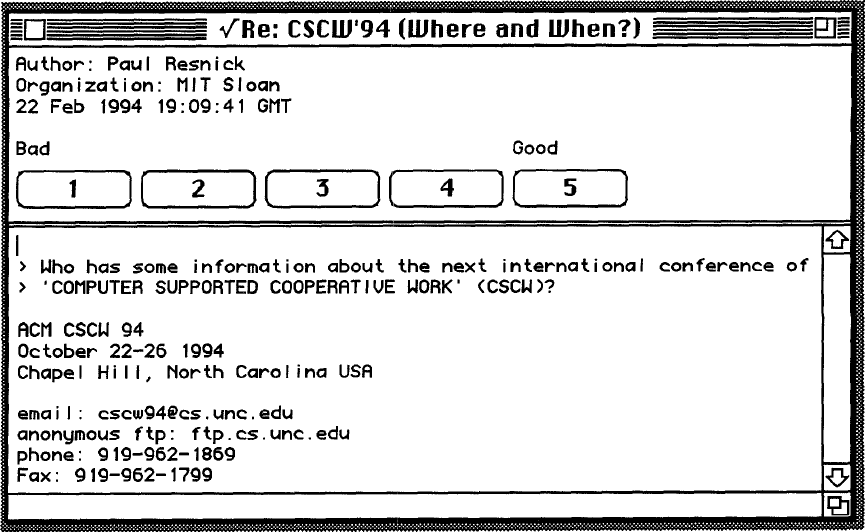 √Re: CSCW'94 (Where and When?)
Author: Paul Resnick
Organization: MIT Sloan
22 Feb 1994 19:09:41 GMT
Bad Good
1 2 3 4 5
> Who has some information about the next international conference of
> 'COMPUTER SUPPORTED COOPERATIVE WORK' (CSCW)?
ACM CSCW 94
October 22-26 1994
Chapel Hill, North Carolina USA
email: cscw94@cs.unc.edu
anonymous ftp: ftp.cs.unc.edu
phone: 919-962-1869
Fax: 919-962-1799